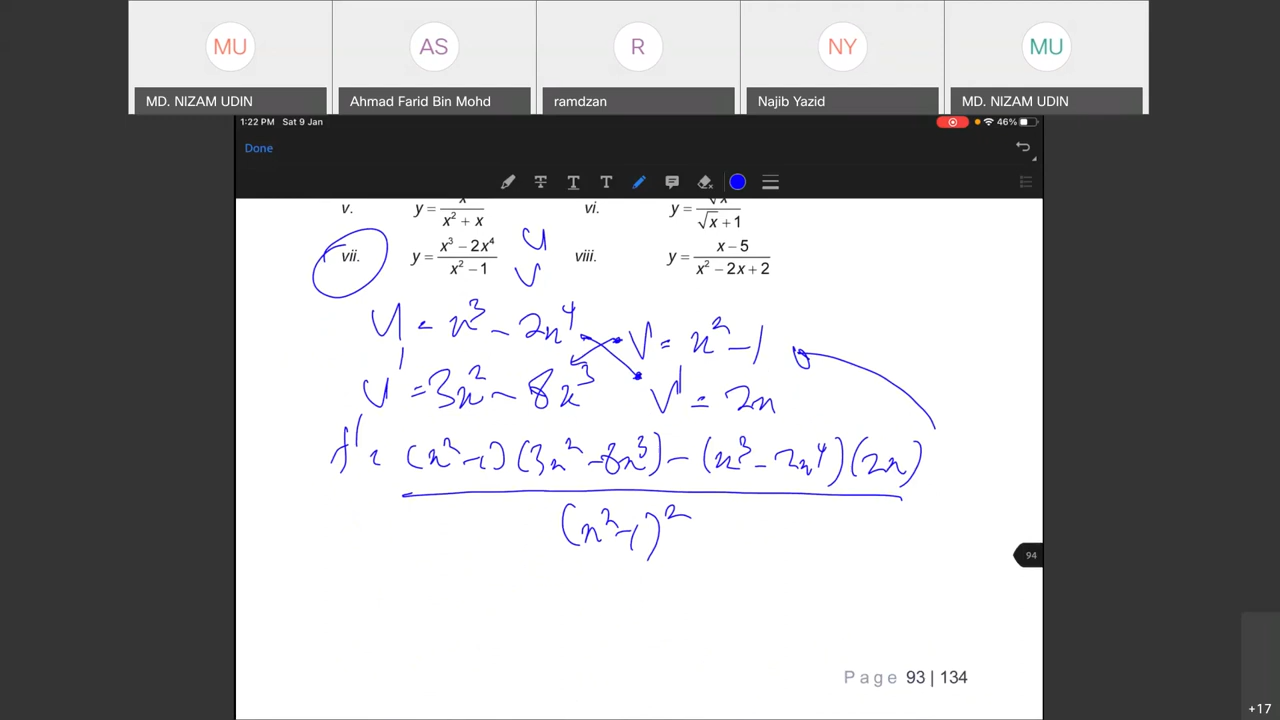 MU AS R NY MU
MD. NIZAM UDIN Ahmad Farid Bin Mohd ramdzan Najib Yazid MD. NIZAM UDIN
1:22 PM Sat 9 Jan 46%
Done
T T T
v. y = x / (x² + x) vi. y = √x / (√x + 1)
vii. y = (x³ − 2x⁴) / (x² − 1) U V viii. y = (x − 5) / (x² − 2x + 2)
U = x³ − 2x⁴ V = x² − 1
U' = 3x² − 8x³ V' = 2x
f' = (x² − 1)(3x² − 8x³) − (x³ − 2x⁴)(2x)
(x² − 1)²
94
Page 93 | 134
+17